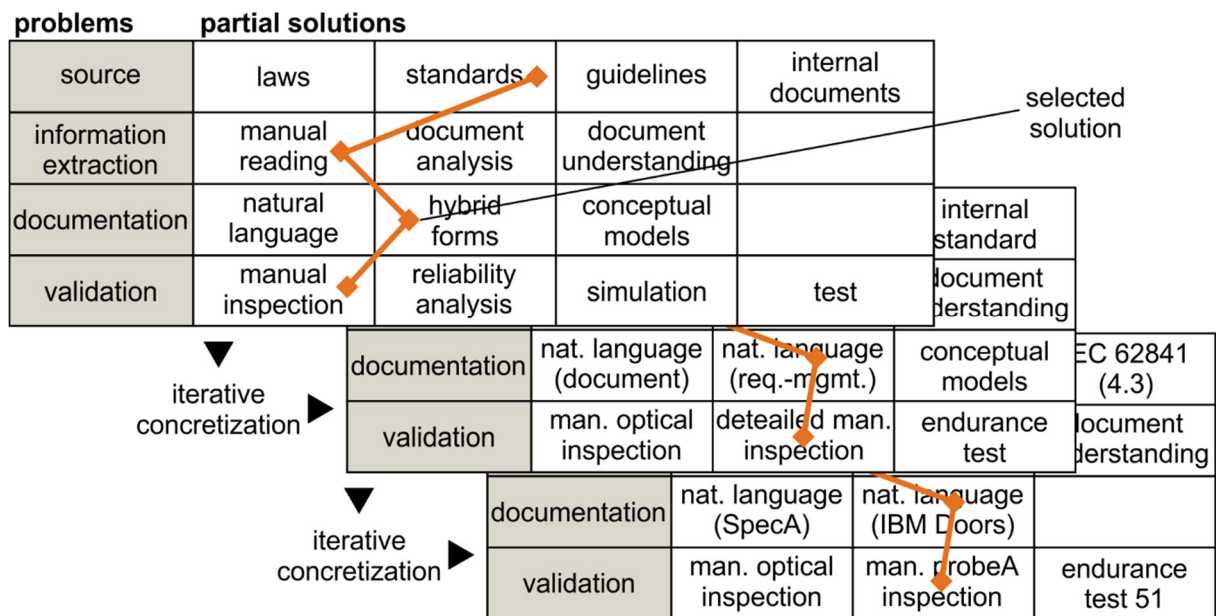 problems partial solutions
source laws standards guidelines internal documents
information extraction manual reading document analysis document understanding
documentation natural language hybrid forms conceptual models
validation manual inspection reliability analysis simulation test
selected solution
internal standard
document
iterative concretization
documentation nat. language (document) nat. language (req.-mgmt.) conceptual models
validation man. optical inspection deteailed man. inspection endurance test
EC 62841 (4.3)
iterative concretization
documentation nat. language (SpecA) nat. language (IBM Doors)
validation man. optical inspection man. probeA inspection endurance test 51